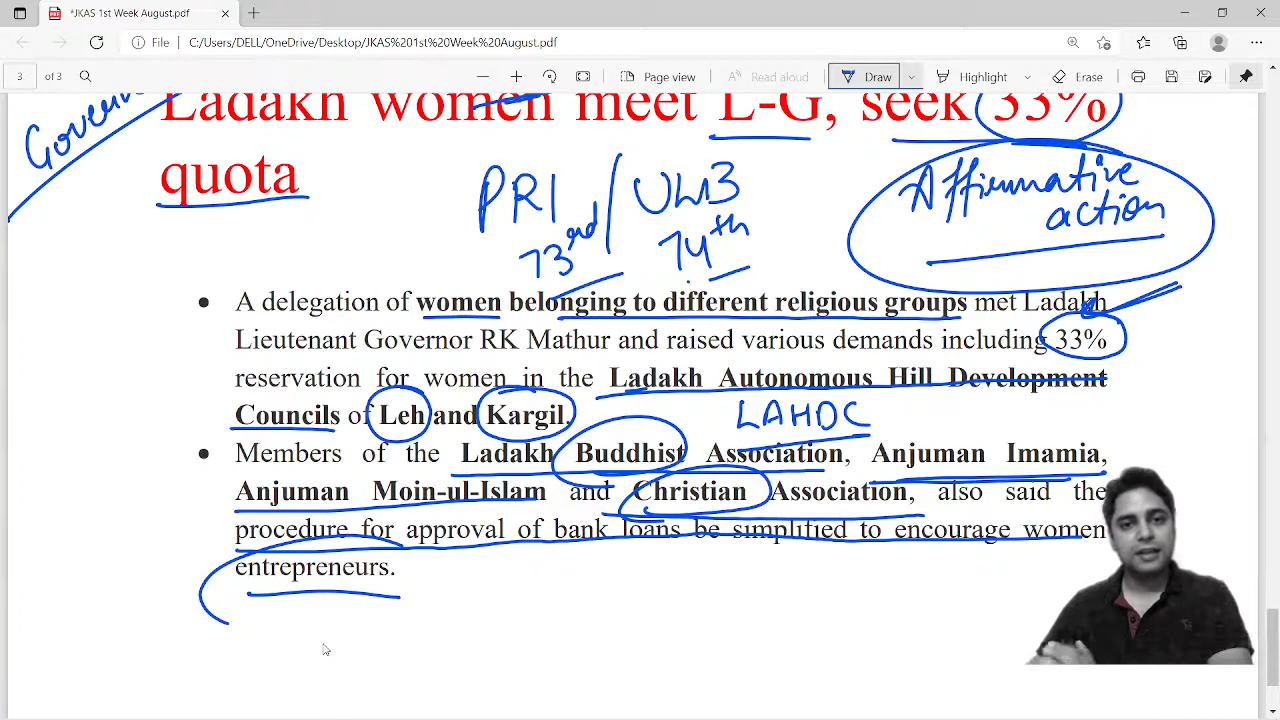 *JKAS 1st Week August.pdf
File C:/Users/DELL/OneDrive/Desktop/JKAS%201st%20Week%20August.pdf
3 of 3 Page view Read aloud Draw Highlight Erase
Ladakh women meet L-G, seek 33%
quota
Govern
PRI / ULB
73rd 74th
Affirmative
action
• A delegation of women belonging to different religious groups met Ladakh
Lieutenant Governor RK Mathur and raised various demands including 33%
reservation for women in the Ladakh Autonomous Hill Development
Councils of Leh and Kargil.
LAHDC
• Members of the Ladakh Buddhist Association, Anjuman Imamia,
Anjuman Moin-ul-Islam and Christian Association, also said the
procedure for approval of bank loans be simplified to encourage women
entrepreneurs.